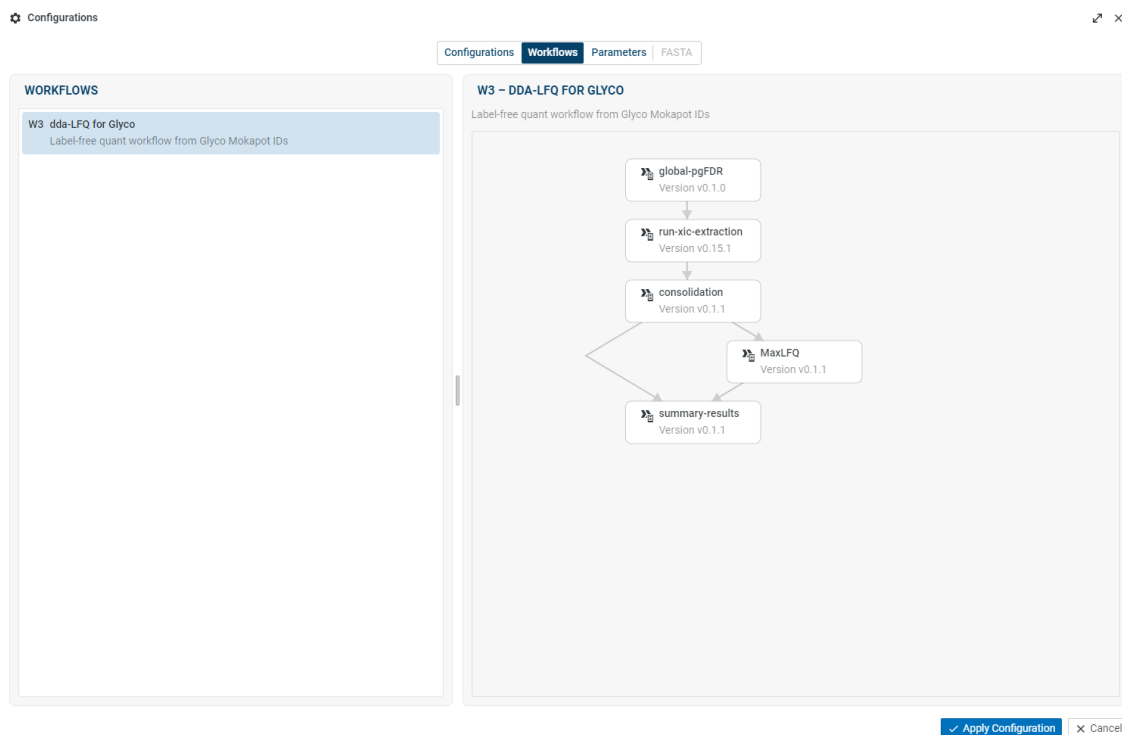 Configurations
Configurations Workflows Parameters FASTA
WORKFLOWS
W3 dda-LFQ for Glyco
Label-free quant workflow from Glyco Mokapot IDs
W3 – DDA-LFQ FOR GLYCO
Label-free quant workflow from Glyco Mokapot IDs
global-pgFDR
Version v0.1.0
run-xic-extraction
Version v0.15.1
consolidation
Version v0.1.1
MaxLFQ
Version v0.1.1
summary-results
Version v0.1.1
Apply Configuration
Cancel